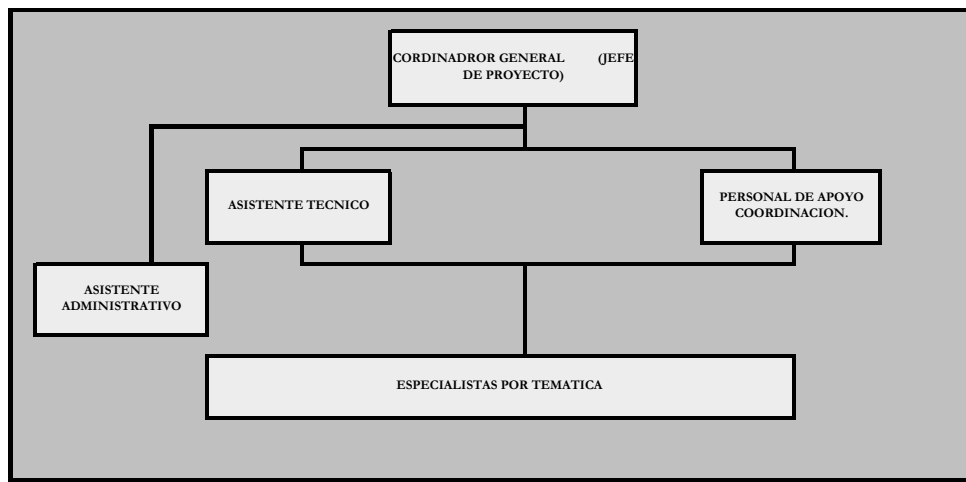 CORDINADROR GENERAL (JEFE
DE PROYECTO)
ASISTENTE TECNICO
PERSONAL DE APOYO
COORDINACION.
ASISTENTE
ADMINISTRATIVO
ESPECIALISTAS POR TEMATICA